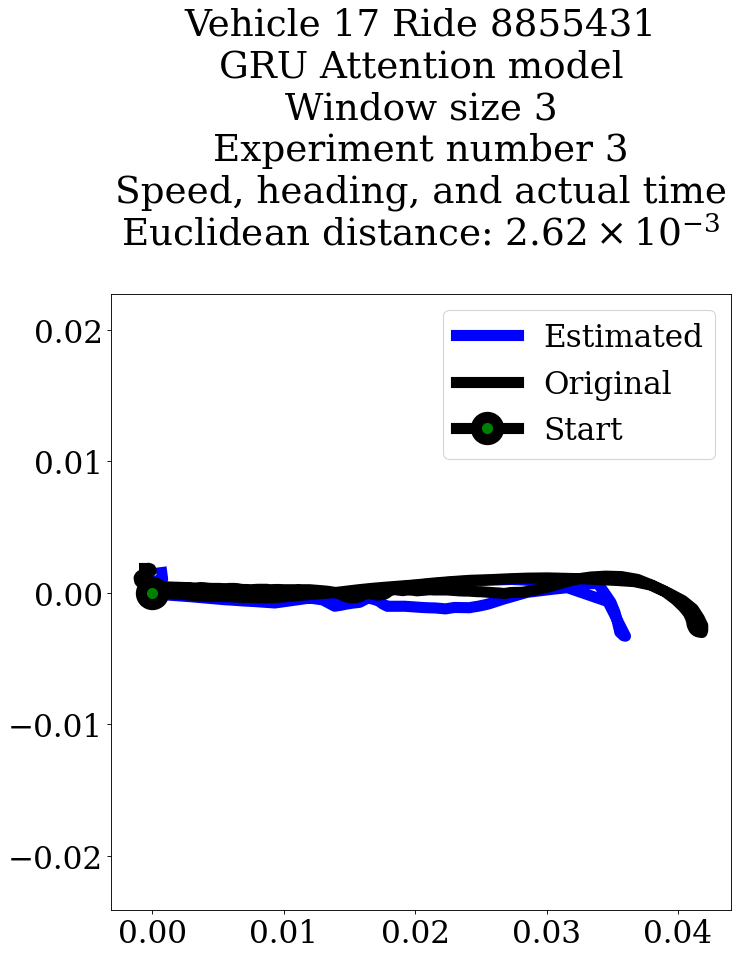 Vehicle 17 Ride 8855431
GRU Attention model
Window size 3
Experiment number 3
Speed, heading, and actual time
Euclidean distance: 2.62 × 10⁻³
Estimated
Original
Start
0.02
0.01
0.00
−0.01
−0.02
0.00 0.01 0.02 0.03 0.04